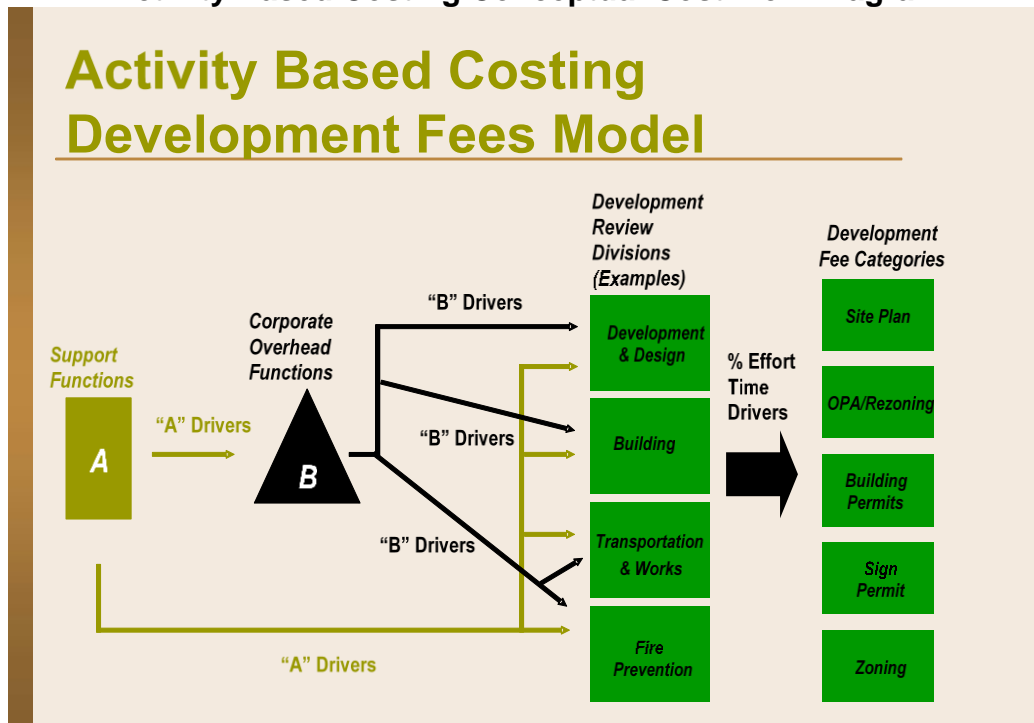 Activity Based Costing
Development Fees Model
Development
Review
Divisions
(Examples)
Development
Fee Categories
"B" Drivers
Corporate
Overhead
Functions
Support
Functions
"A" Drivers
A
B
"B" Drivers
"B" Drivers
"A" Drivers
Development
& Design
Building
Transportation
& Works
Fire
Prevention
% Effort
Time
Drivers
Site Plan
OPA/Rezoning
Building
Permits
Sign
Permit
Zoning